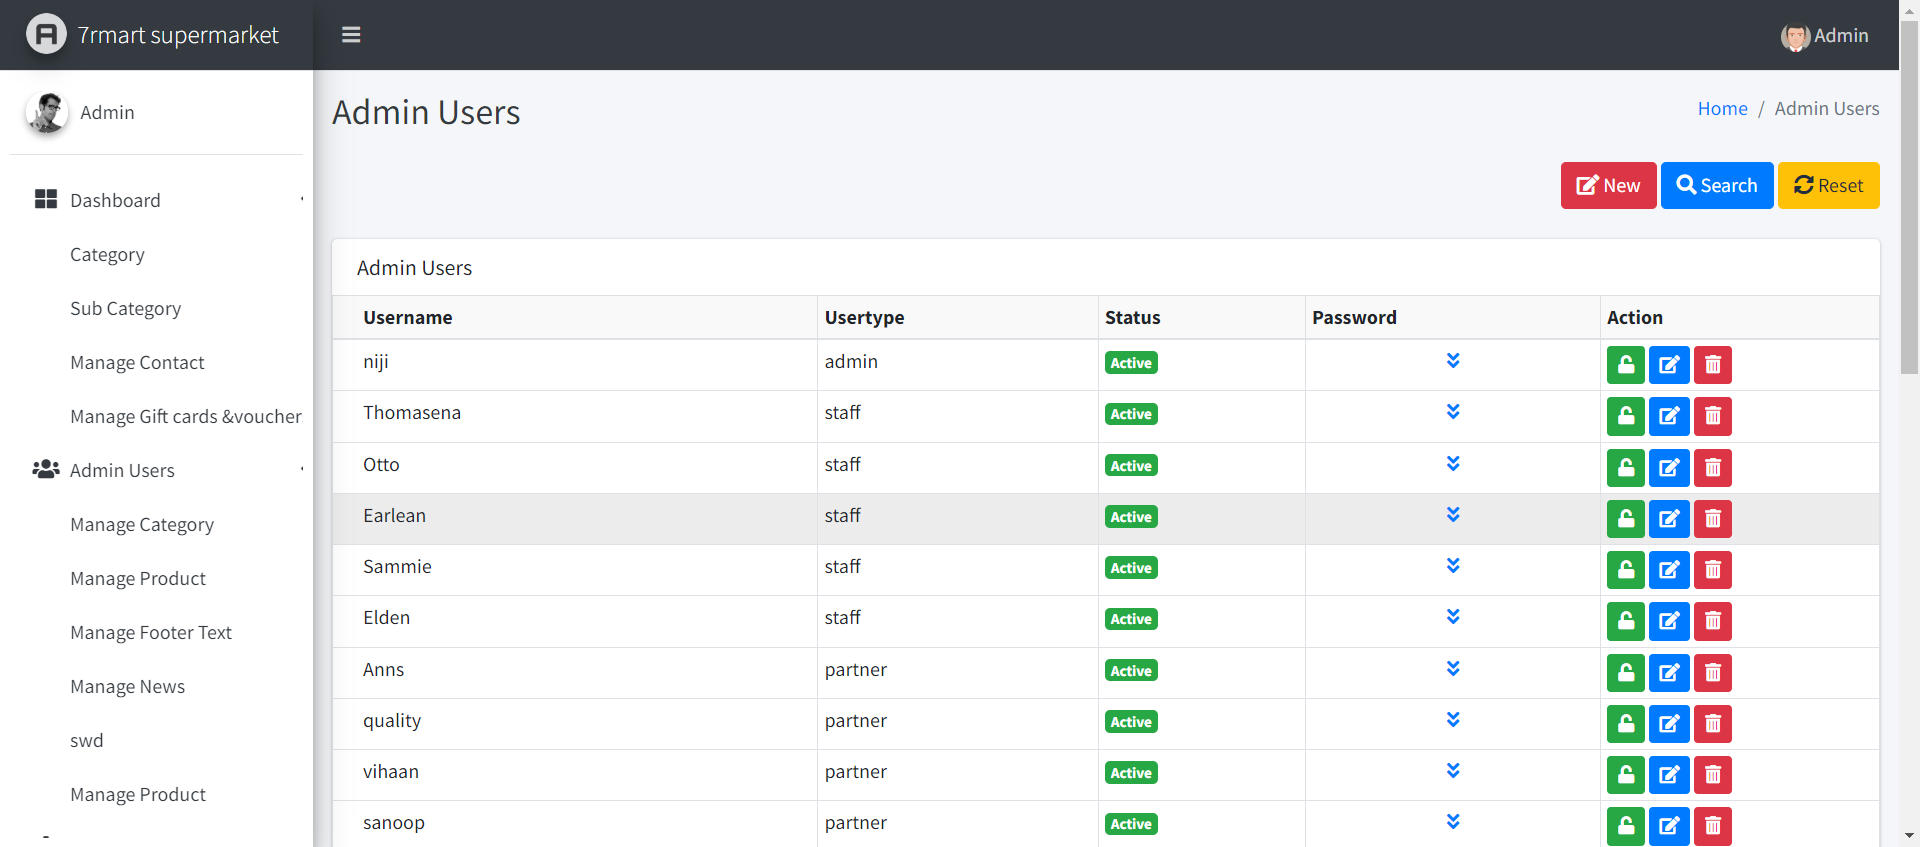 7rmart supermarket
Admin
Admin
Admin Users
Home / Admin Users
New Search Reset
Dashboard
Category
Sub Category
Manage Contact
Manage Gift cards &voucher
Admin Users
Manage Category
Manage Product
Manage Footer Text
Manage News
swd
Manage Product
Admin Users
Username Usertype Status Password Action
niji admin Active
Thomasena staff Active
Otto staff Active
Earlean staff Active
Sammie staff Active
Elden staff Active
Anns partner Active
quality partner Active
vihaan partner Active
sanoop partner Active